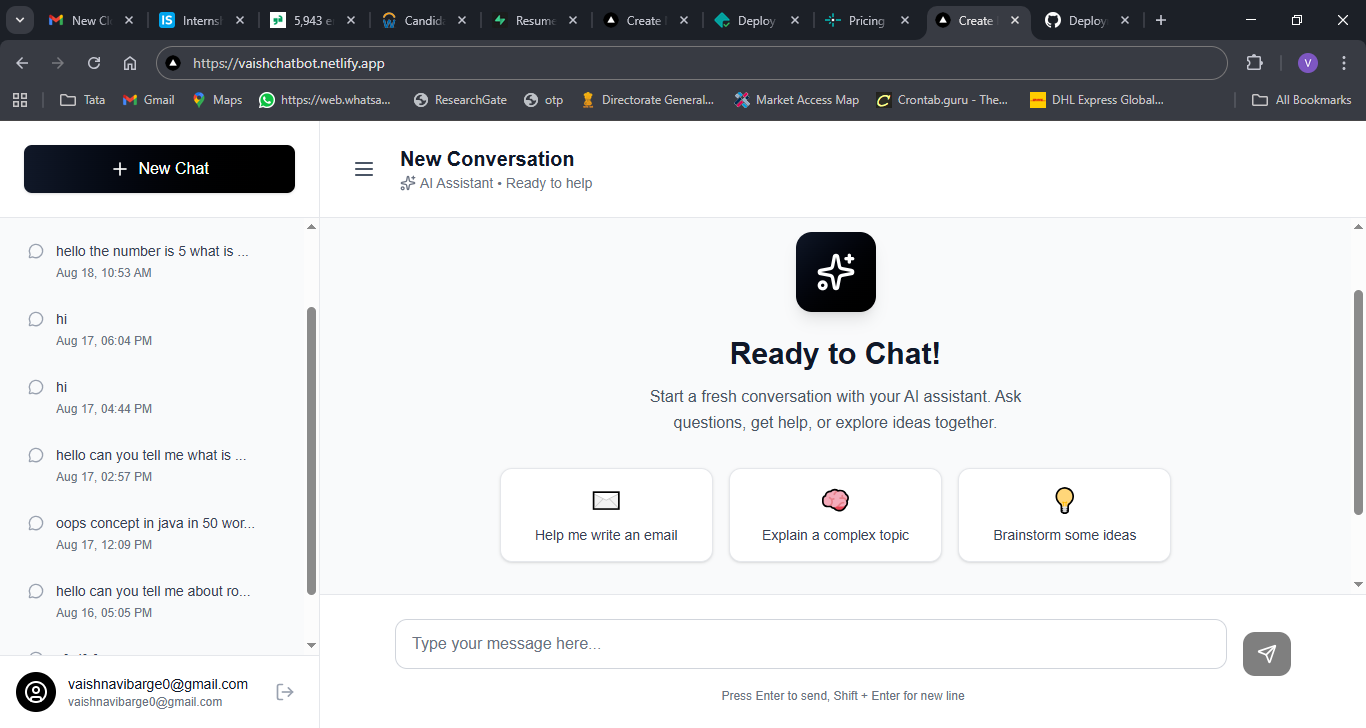 New Cl
Interns
5,943 e
Candida
Resume
Create
Deploy
Pricing
Create
Deploy
https://vaishchatbot.netlify.app
V
Tata
Gmail
Maps
https://web.whatsa...
ResearchGate
otp
Directorate General...
Market Access Map
Crontab.guru - The...
DHL Express Global...
All Bookmarks
New Chat
hello the number is 5 what is ...
Aug 18, 10:53 AM
hi
Aug 17, 06:04 PM
hi
Aug 17, 04:44 PM
hello can you tell me what is ...
Aug 17, 02:57 PM
oops concept in java in 50 wor...
Aug 17, 12:09 PM
hello can you tell me about ro...
Aug 16, 05:05 PM
vaishnavibarge0@gmail.com
vaishnavibarge0@gmail.com
New Conversation
AI Assistant • Ready to help
Ready to Chat!
Start a fresh conversation with your AI assistant. Ask
questions, get help, or explore ideas together.
Help me write an email
Explain a complex topic
Brainstorm some ideas
Type your message here...
Press Enter to send, Shift + Enter for new line